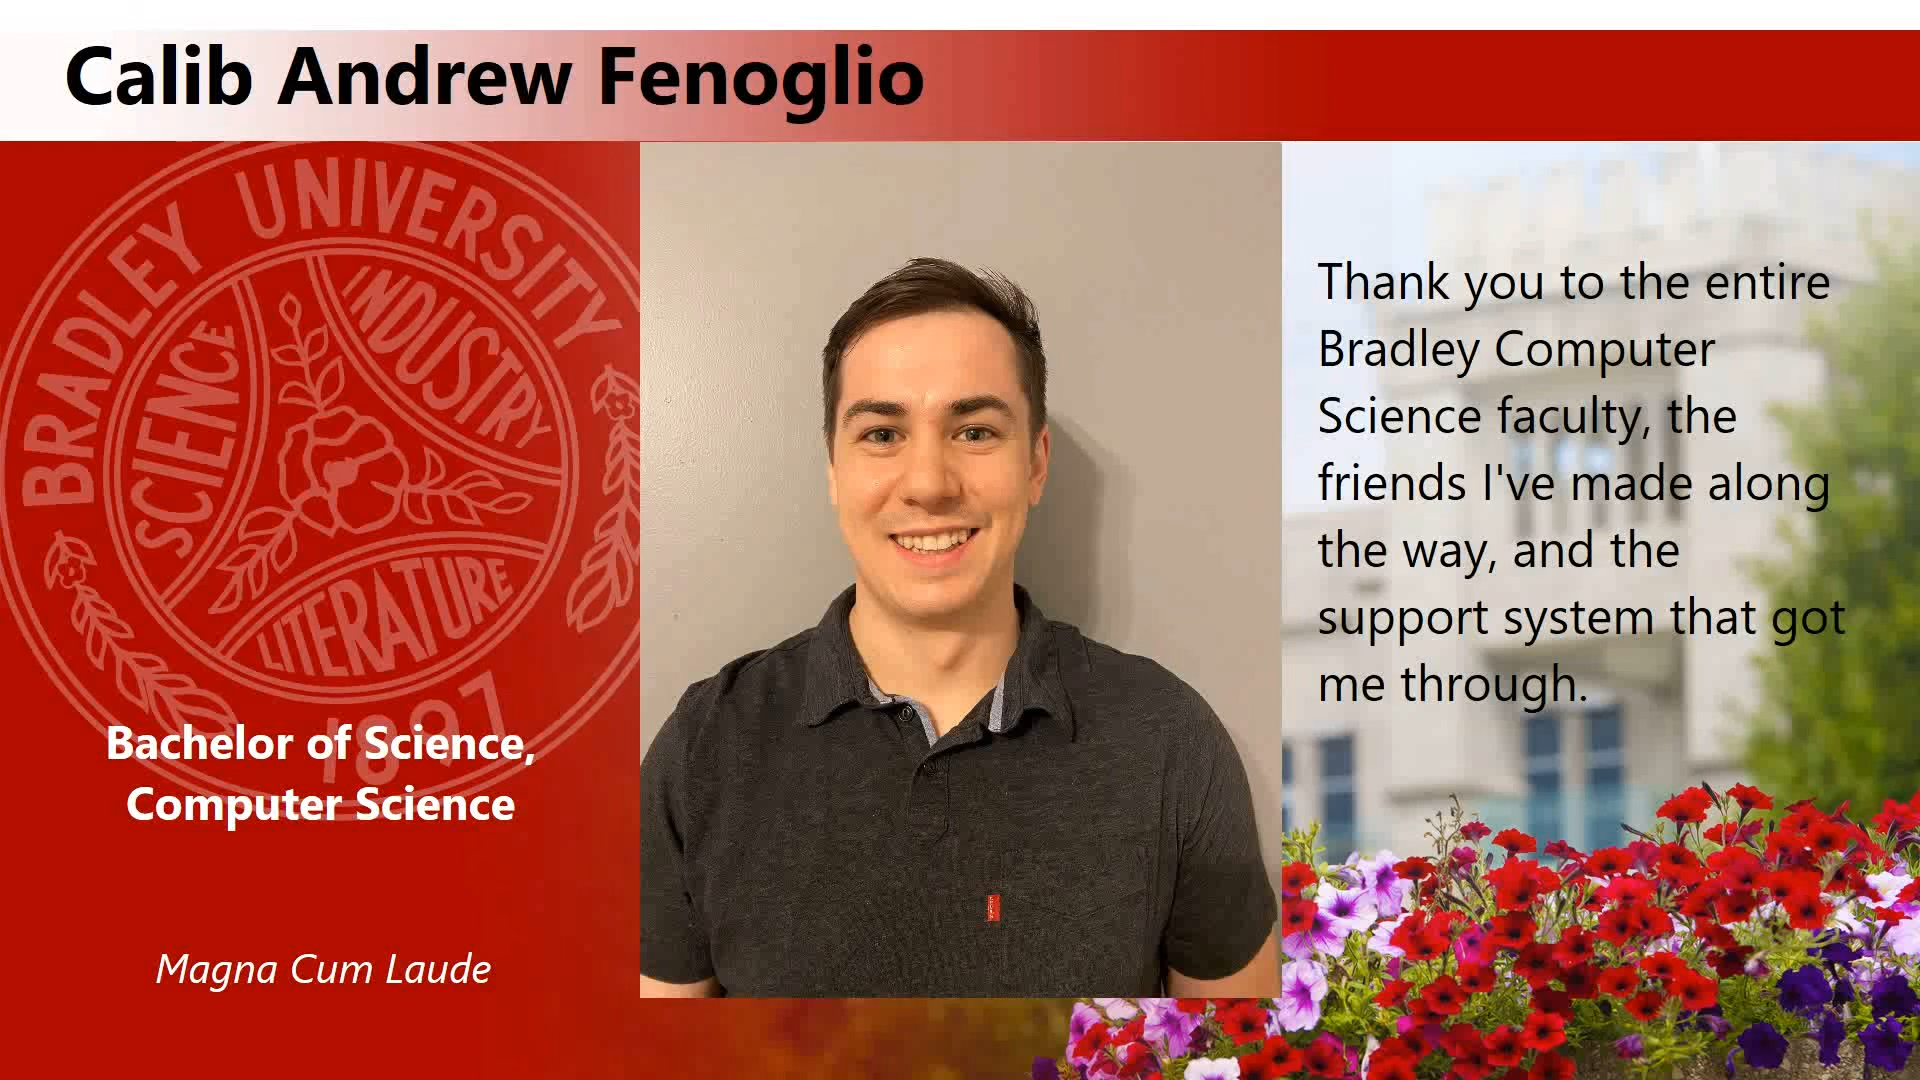 Calib Andrew Fenoglio
BRADLEY UNIVERSITY
SCIENCE
INDUSTRY
LITERATURE
1897
Bachelor of Science,
Computer Science
Magna Cum Laude
Thank you to the entire
Bradley Computer
Science faculty, the
friends I've made along
the way, and the
support system that got
me through.